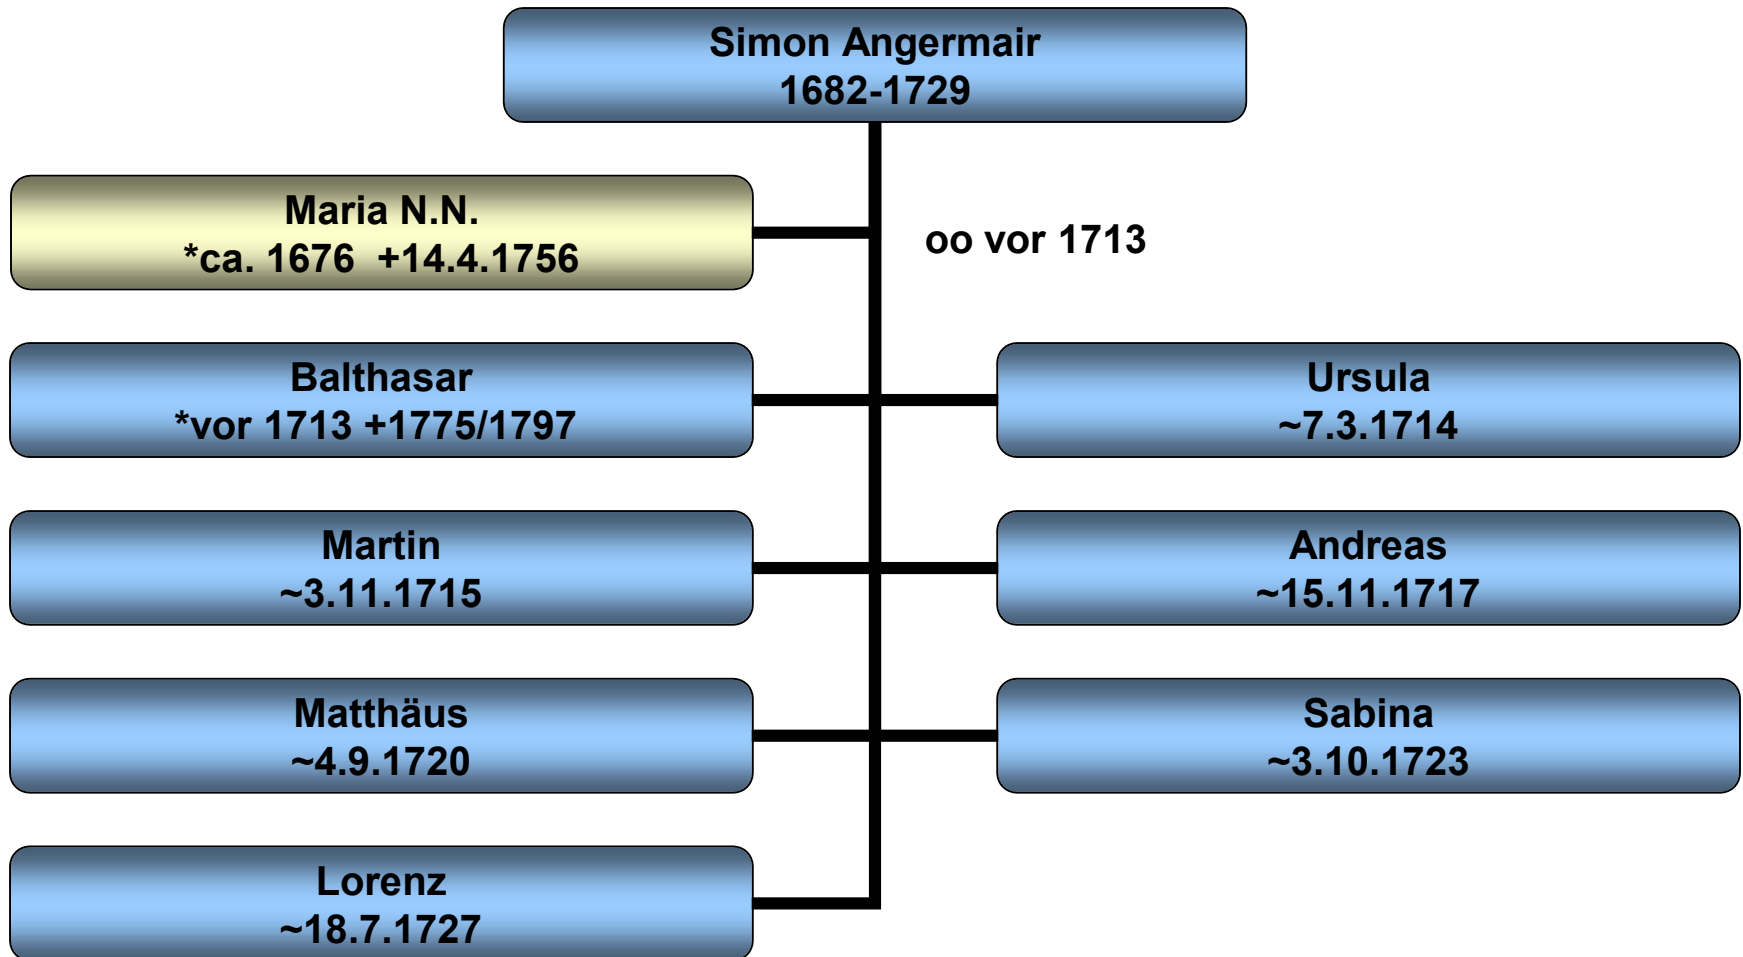 Simon Angermair
1682-1729
Maria N.N.
*ca. 1676  +14.4.1756
oo vor 1713
Balthasar
*vor 1713 +1775/1797
Ursula
~7.3.1714
Martin
~3.11.1715
Andreas
~15.11.1717
Matthäus
~4.9.1720
Sabina
~3.10.1723
Lorenz
~18.7.1727